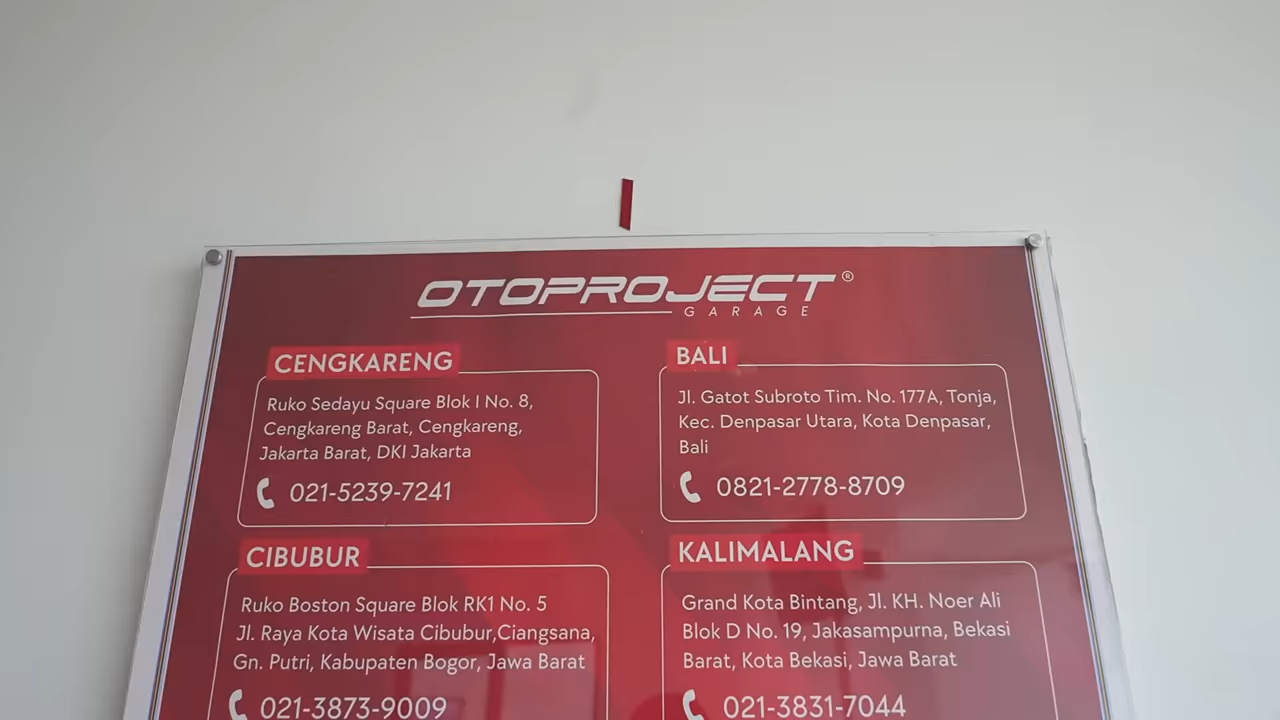 OTOPROJECT®
GARAGE
CENGKARENG
Ruko Sedayu Square Blok I No. 8,
Cengkareng Barat, Cengkareng,
Jakarta Barat, DKI Jakarta
021-5239-7241
BALI
Jl. Gatot Subroto Tim. No. 177A, Tonja,
Kec. Denpasar Utara, Kota Denpasar,
Bali
0821-2778-8709
CIBUBUR
Ruko Boston Square Blok RK1 No. 5
Jl. Raya Kota Wisata Cibubur,Ciangsana,
Gn. Putri, Kabupaten Bogor, Jawa Barat
021-3873-9009
KALIMALANG
Grand Kota Bintang, Jl. KH. Noer Ali
Blok D No. 19, Jakasampurna, Bekasi
Barat, Kota Bekasi, Jawa Barat
021-3831-7044